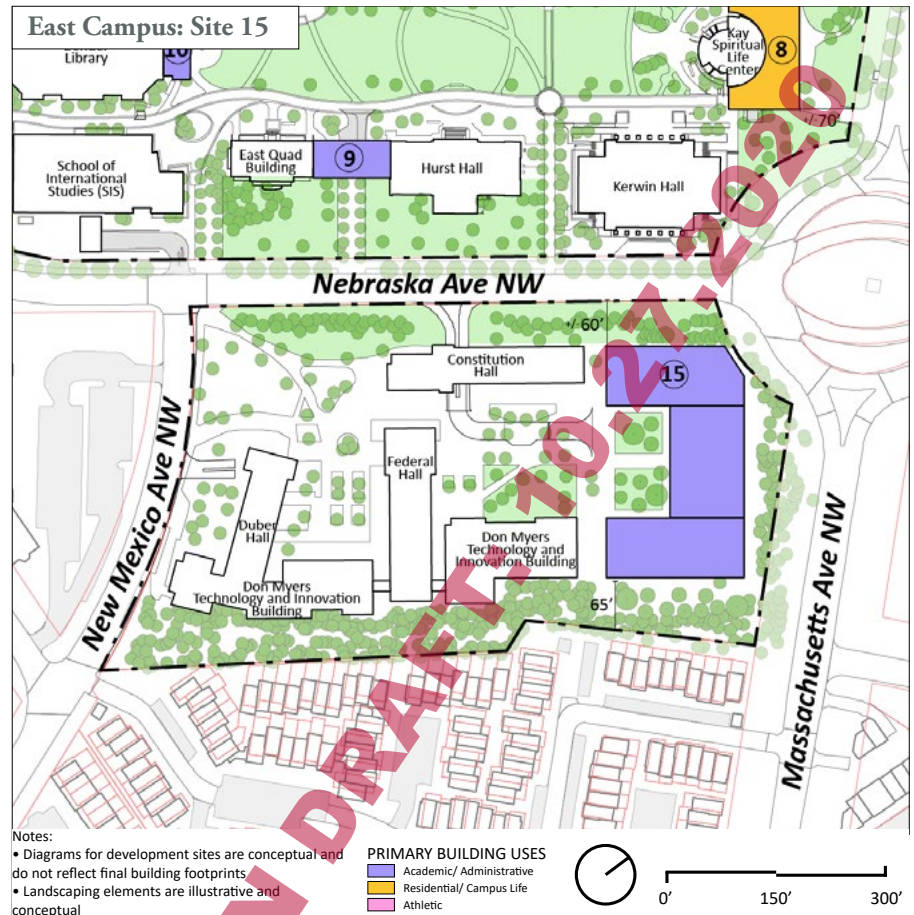 East Campus: Site 15
10
Library
Kay
Spiritual
Life
Center
8
+/-70'
School of
International
Studies (SIS)
East Quad
Building
9
Hurst Hall
Kerwin Hall
Nebraska Ave NW
+/-60'
Constitution
Hall
15
New Mexico Ave NW
Federal
Hall
Duber
Hall
Don Myers
Technology and
Innovation Building
Don Myers
Technology and Innovation
Building
65'
Massachusetts Ave NW
N DRAFT: 10.27.2020
Notes:
• Diagrams for development sites are conceptual and
do not reflect final building footprints
• Landscaping elements are illustrative and
conceptual
PRIMARY BUILDING USES
Academic/ Administrative
Residential/ Campus Life
Athletic
0'
150'
300'